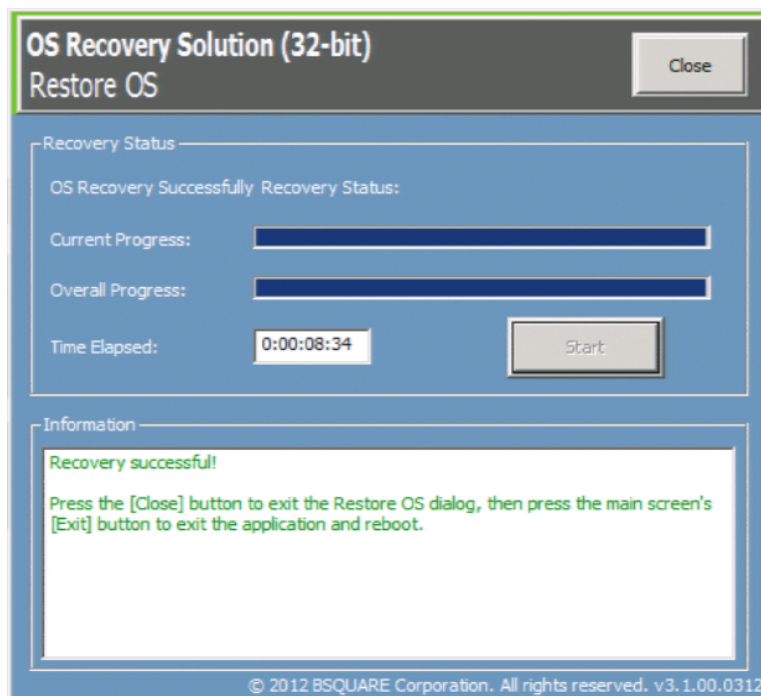 OS Recovery Solution (32-bit)
Restore OS
Close
Recovery Status
OS Recovery Successfully Recovery Status:
Current Progress:
Overall Progress:
Time Elapsed:
0:00:08:34
Start
Information
Recovery successful!
Press the [Close] button to exit the Restore OS dialog, then press the main screen's
[Exit] button to exit the application and reboot.
© 2012 BSQUARE Corporation. All rights reserved. v3.1.00.0312